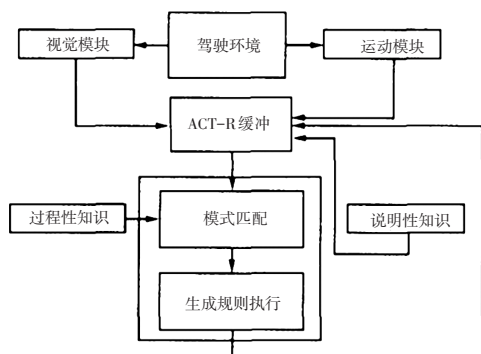 视觉模块
驾驶环境
运动模块
ACT-R缓冲
过程性知识
模式匹配
说明性知识
生成规则执行